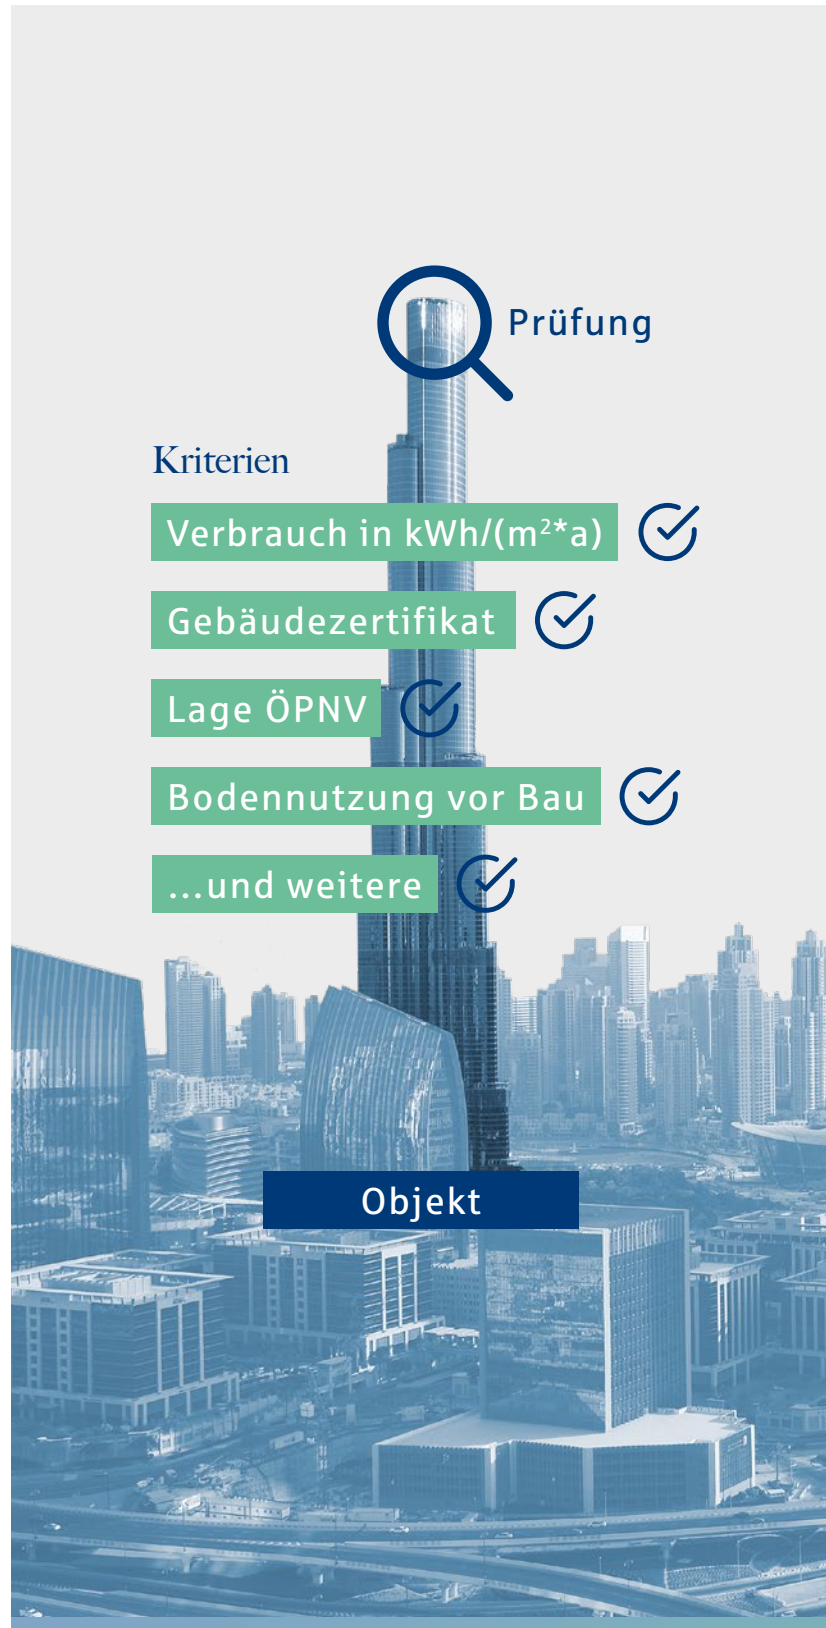 Prüfung
Kriterien
Verbrauch in kWh/(m²*a)
Gebäudezertifikat
Lage ÖPNV
Bodennutzung vor Bau
...und weitere
Objekt